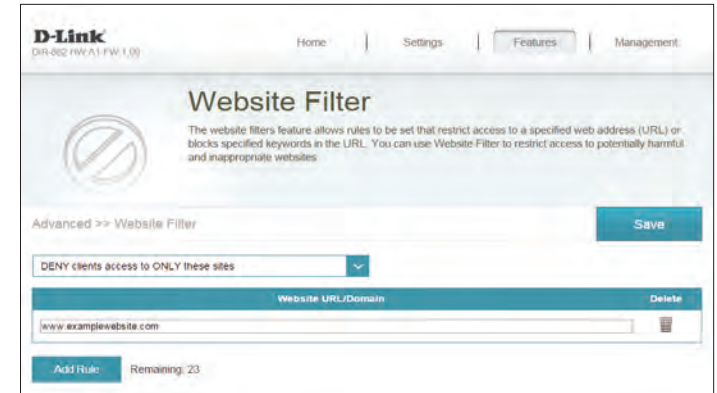 D-Link
DIR-882 HW:A1 FW:1.00
Home | Settings | Features | Management
Website Filter
The website filters feature allows rules to be set that restrict access to a specified web address (URL) or
blocks specified keywords in the URL. You can use Website Filter to restrict access to potentially harmful
and inappropriate websites
Advanced >> Website Filter
Save
DENY clients access to ONLY these sites
Website URL/Domain Delete
www.examplewebsite.com
Add Rule Remaining: 23